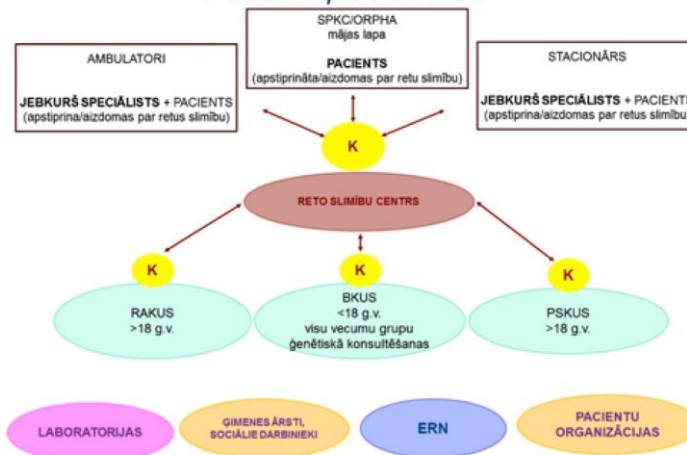 SPKC/ORPHA
mājas lapa
PACIENTS
(apstiprināta/aizdomas par retu slimību)
AMBULATORI
JEBKURŠ SPECIĀLISTS + PACIENTS
(apstiprina/aizdomas par retus slimību)
STACIONĀRS
JEBKURŠ SPECIĀLISTS + PACIENTS
(apstiprina/aizdomas par retus slimību)
K
RETO SLIMĪBU CENTRS
K
K
K
RAKUS
>18 g.v.
BKUS
<18 g.v.
visu vecumu grupu
ģenētiskā konsultēšanas
PSKUS
>18 g.v.
LABORATORIJAS
ĢIMENES ĀRSTI,
SOCIĀLIE DARBINIEKI
ERN
PACIENTU
ORGANIZĀCIJAS